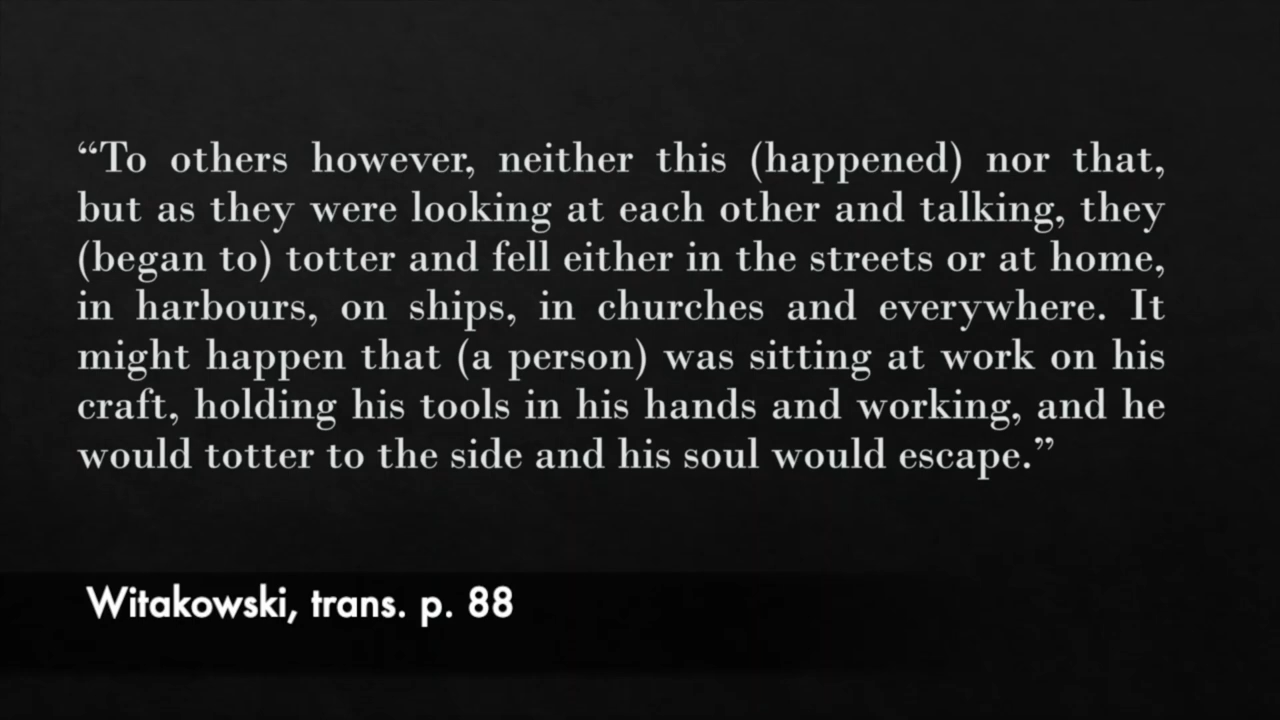 “To others however, neither this (happened) nor that,
but as they were looking at each other and talking, they
(began to) totter and fell either in the streets or at home,
in harbours, on ships, in churches and everywhere. It
might happen that (a person) was sitting at work on his
craft, holding his tools in his hands and working, and he
would totter to the side and his soul would escape.”
Witakowski, trans. p. 88